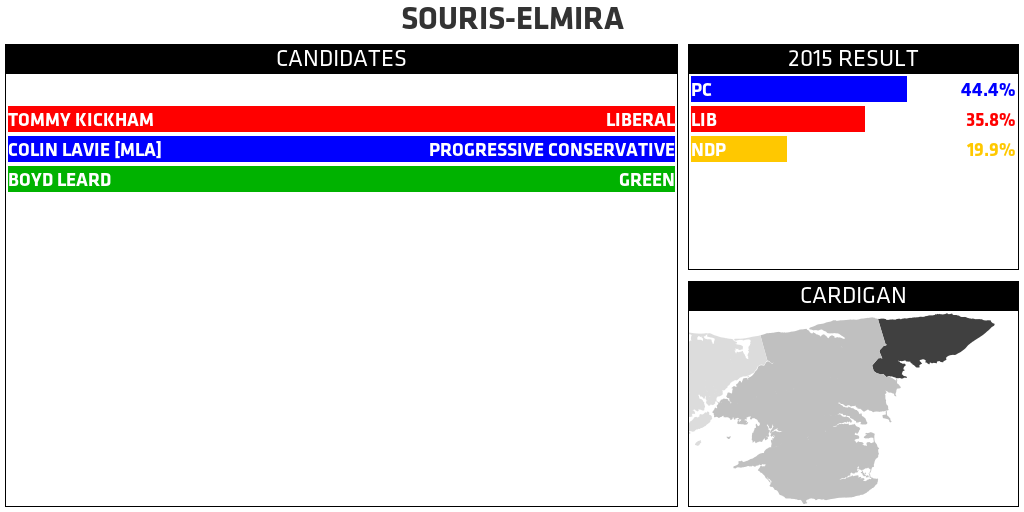 SOURIS-ELMIRA
CANDIDATES
TOMMY KICKHAM LIBERAL
COLIN LAVIE [MLA] PROGRESSIVE CONSERVATIVE
BOYD LEARD GREEN
2015 RESULT
PC 44.4%
LIB 35.8%
NDP 19.9%
CARDIGAN